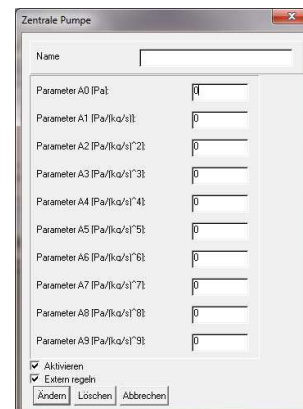 Zentrale Pumpe
Name
Parameter A0 [Pa]: 0
Parameter A1 [Pa/(kg/s)]: 0
Parameter A2 [Pa/(kg/s)^2]: 0
Parameter A3 [Pa/(kg/s)^3]: 0
Parameter A4 [Pa/(kg/s)^4]: 0
Parameter A5 [Pa/(kg/s)^5]: 0
Parameter A6 [Pa/(kg/s)^6]: 0
Parameter A7 [Pa/(kg/s)^7]: 0
Parameter A8 [Pa/(kg/s)^8]: 0
Parameter A9 [Pa/(kg/s)^9]: 0
Aktivieren
Extern regeln
Ändern Löschen Abbrechen